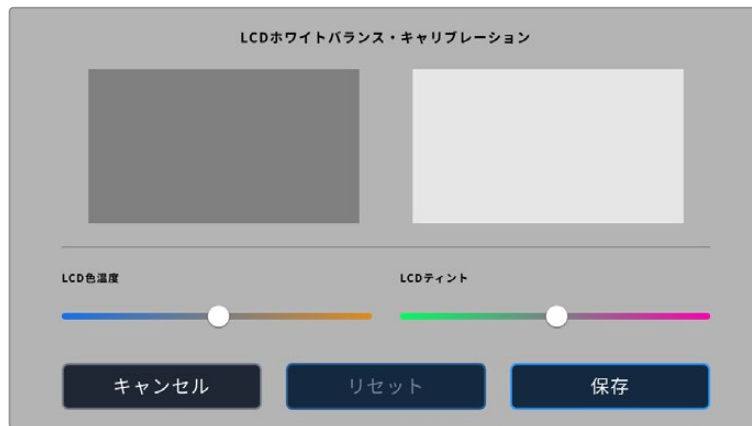 LCDホワイトバランス・キャリブレーション
LCD色温度
LCDティント
キャンセル
リセット
保存